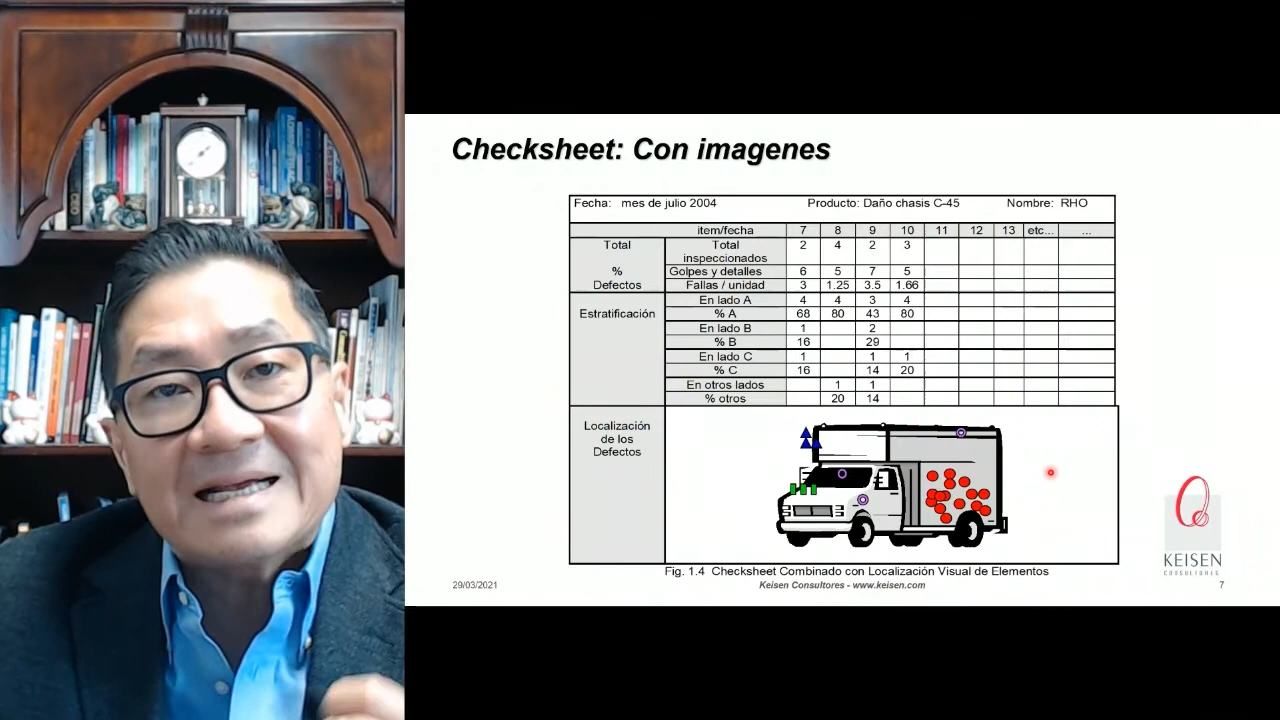 Checksheet: Con imagenes
Fecha: mes de julio 2004 Producto: Daño chasis C-45 Nombre: RHO
item/fecha 7 8 9 10 11 12 13 etc... ...
Total Total inspeccionados 2 4 2 3
% Golpes y detalles 6 5 7 5
Defectos Fallas / unidad 3 1.25 3.5 1.66
En lado A 4 4 3 4
Estratificación % A 68 80 43 80
En lado B 1 2
% B 16 29
En lado C 1 1 1
% C 16 14 20
En otros lados 1 1
% otros 20 14
Localización
de los
Defectos
KEISEN
CONSULTORES
Fig. 1.4 Checksheet Combinado con Localización Visual de Elementos
29/03/2021 Keisen Consultores - www.keisen.com 7